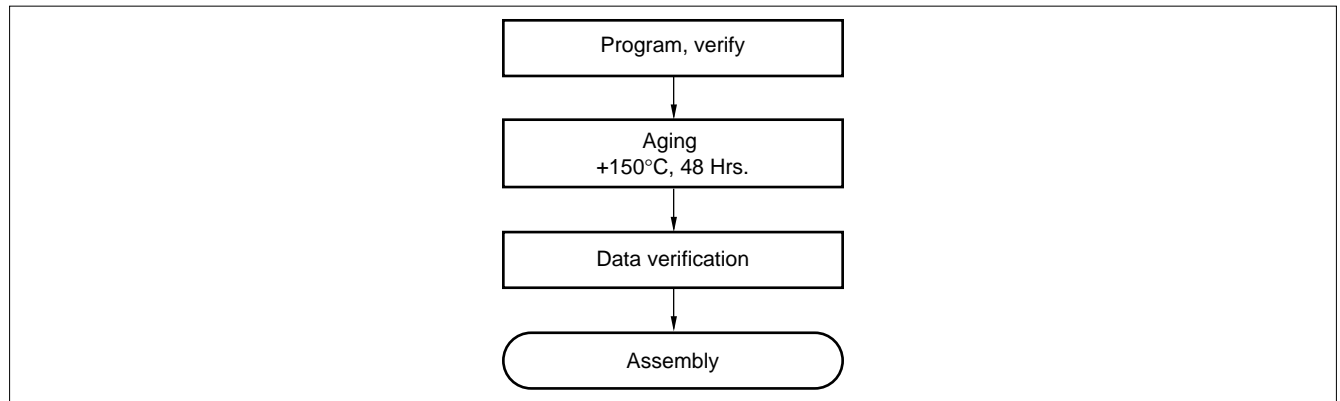 Program, verify
Aging
+150°C, 48 Hrs.
Data verification
Assembly